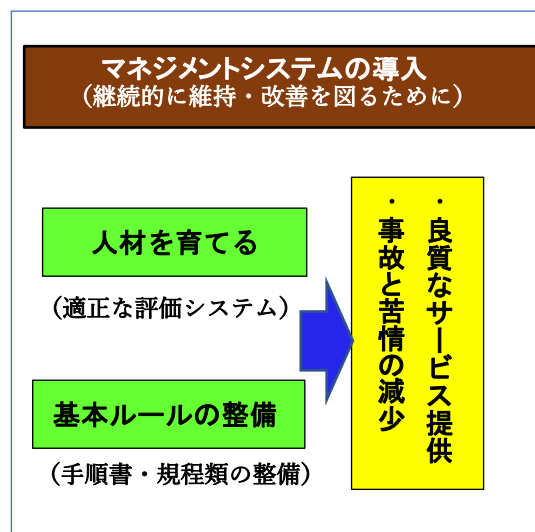 マネジメントシステムの導入
（継続的に維持・改善を図るために）
人材を育てる
（適正な評価システム）
基本ルールの整備
（手順書・規程類の整備）
・良質なサービス提供
・事故と苦情の減少